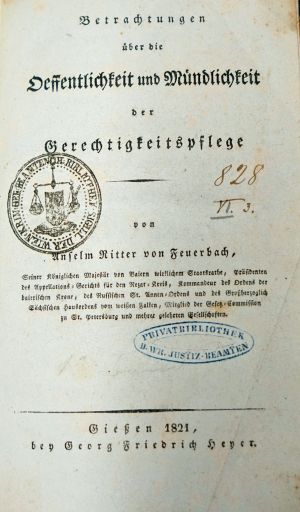 Betrachtungen
über die
Oeffentlichkeit und Mündlichkeit
der
Gerechtigkeitspflege
828
VI. 3.
von
Anselm Ritter von Feuerbach,
Seiner Königlichen Majestät von Baiern wirklichem Staatsrathe, Präsidenten
des Appellations-Gerichts für den Rezat-Kreis, Kommandeur des Ordens der
bairischen Krone, des Russischen St. Annen-Ordens und des Großherzoglich
Sächsischen Hausordens vom weißen Falken, Mitglied der Gesetz-Commission
zu St. Petersburg und mehrer gelehrten Gesellschaften.
PRIVATBIBLIOTHEK
JUSTIZ-BEAMTEN
Gießen 1821,
bey Georg Friedrich Heyer.